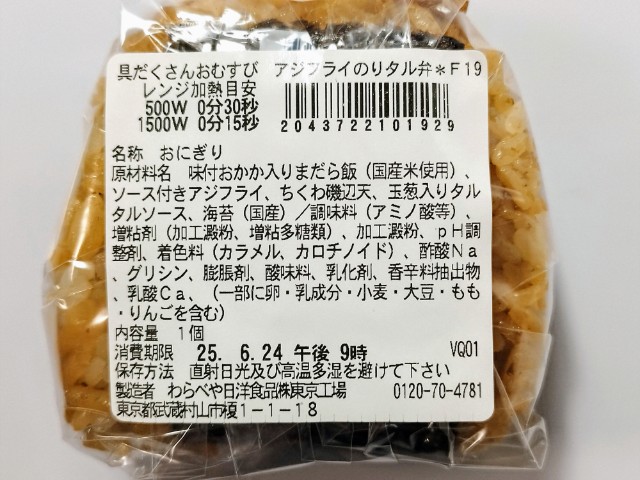 具だくさんおむすび　アジフライのりタル弁＊F19
レンジ加熱目安
500W 0分30秒
1500W 0分15秒
2043722101929
名称　おにぎり
原材料名　味付おかか入りまだら飯（国産米使用）、
ソース付きアジフライ、ちくわ磯辺天、玉葱入りタル
タルソース、海苔（国産）／調味料（アミノ酸等）、
増粘剤（加工澱粉、増粘多糖類）、加工澱粉、pH調
整剤、着色料（カラメル、カロチノイド）、酢酸Na
、グリシン、膨脹剤、酸味料、乳化剤、香辛料抽出物
、乳酸Ca、（一部に卵・乳成分・小麦・大豆・もも
・りんごを含む）
内容量　1個
消費期限　25. 6.24 午後 9時　VQ01
保存方法　直射日光及び高温多湿を避けて下さい
製造者　わらべや日洋食品㈱東京工場　0120-70-4781
東京都武蔵村山市榎1－1－18